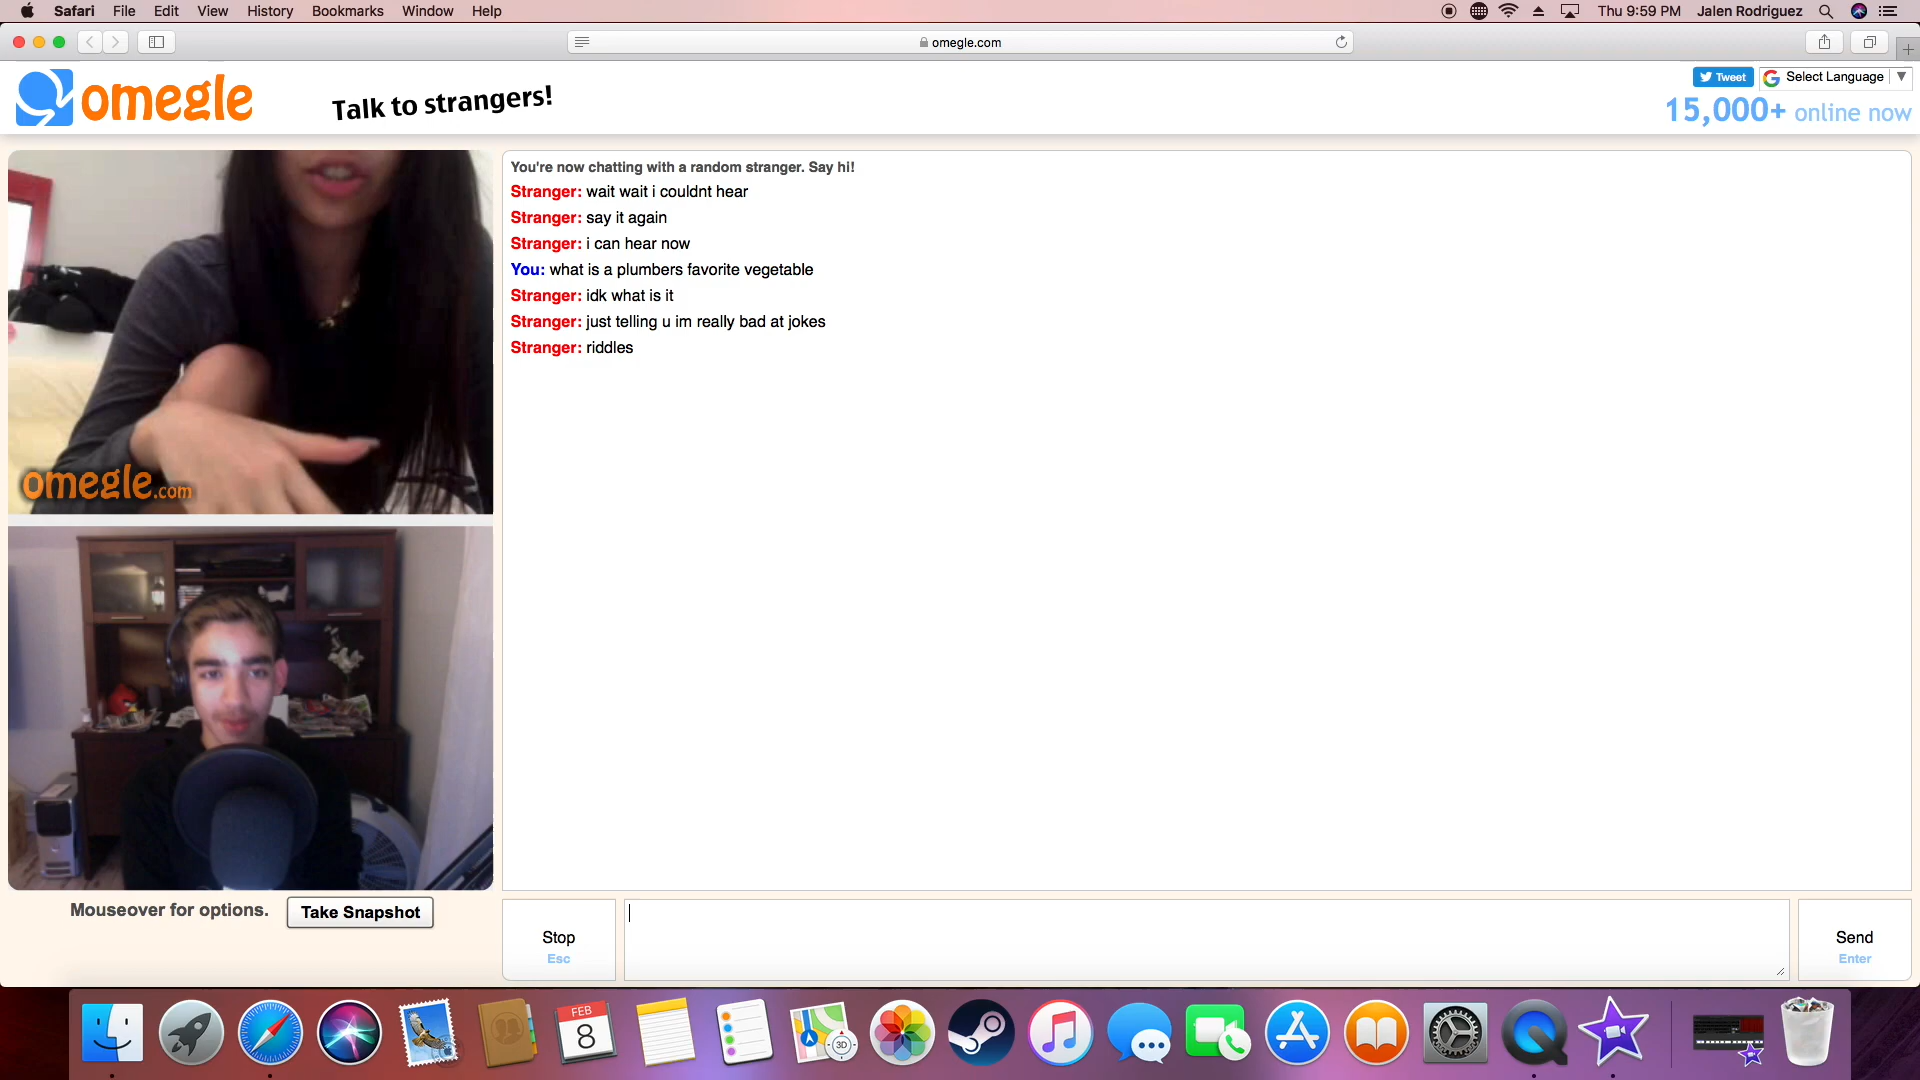 Safari File Edit View History Bookmarks Window Help Thu 9:59 PM Jalen Rodriguez
omegle.com
omegle Talk to strangers! Tweet G Select Language
15,000+ online now
You're now chatting with a random stranger. Say hi!
Stranger: wait wait i couldnt hear
Stranger: say it again
Stranger: i can hear now
You: what is a plumbers favorite vegetable
Stranger: idk what is it
Stranger: just telling u im really bad at jokes
Stranger: riddles
omegle.com
Mouseover for options. Take Snapshot
Stop
Esc
Send
Enter
FEB
8
3D